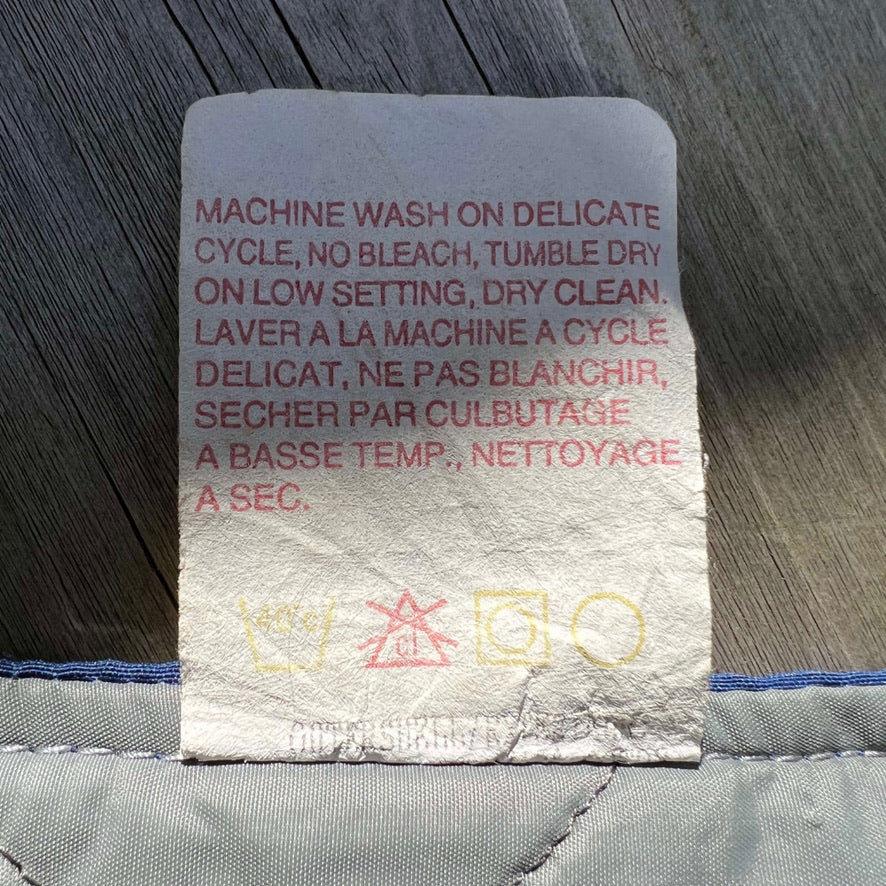 MACHINE WASH ON DELICATE
CYCLE, NO BLEACH, TUMBLE DRY
ON LOW SETTING, DRY CLEAN.
LAVER A LA MACHINE A CYCLE
DELICAT, NE PAS BLANCHIR,
SECHER PAR CULBUTAGE
A BASSE TEMP., NETTOYAGE
A SEC.
40°c cl